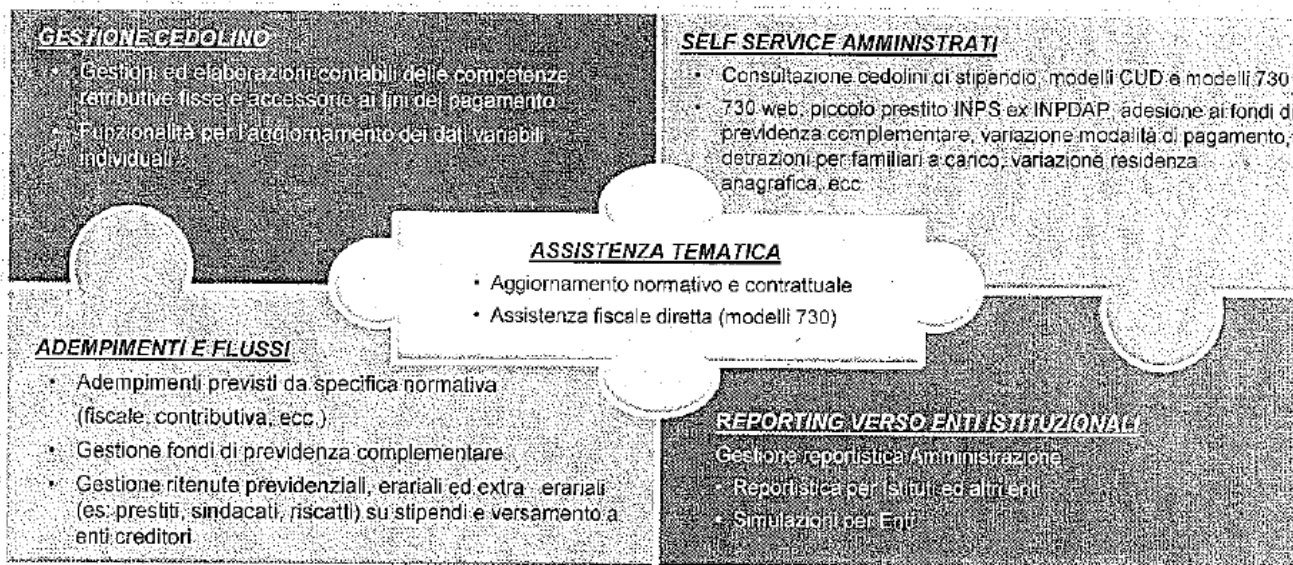 GESTIONE CEDOLINO
• Gestioni ed elaborazioni contabili delle competenze
retributive fisse e accessorie ai fini del pagamento
• Funzionalità per l'aggiornamento dei dati variabili
individuali
SELF SERVICE AMMINISTRATI
• Consultazione cedolini di stipendio, modelli CUD e modelli 730
• 730 web, piccolo prestito INPS ex INPDAP, adesione ai fondi di
previdenza complementare, variazione modalità di pagamento,
detrazioni per familiari a carico, variazione residenza
anagrafica, ecc
ASSISTENZA TEMATICA
• Aggiornamento normativo e contrattuale
• Assistenza fiscale diretta (modelli 730)
ADEMPIMENTI E FLUSSI
• Adempimenti previsti da specifica normativa
(fiscale, contributiva, ecc.)
• Gestione fondi di previdenza complementare
• Gestione ritenute previdenziali, erariali ed extra erariali
(es. prestiti, sindacati, riscatti) su stipendi e versamento a
enti creditori
REPORTING VERSO ENTI ISTITUZIONALI
Gestione reportistica Amministrazione
• Reportistica per Istituti ed altri enti
• Simulazioni per Enti